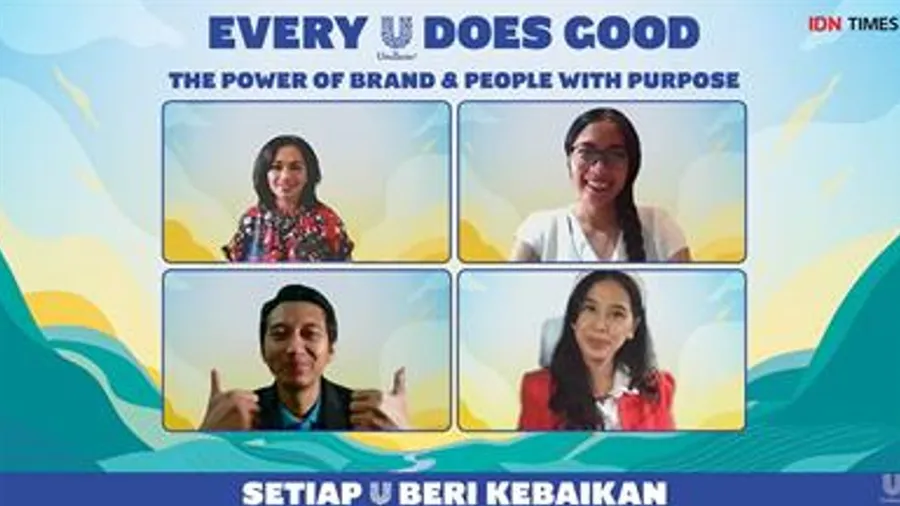 IDN TIMES
EVERY U DOES GOOD
Unilever
THE POWER OF BRAND & PEOPLE WITH PURPOSE
SETIAP U BERI KEBAIKAN